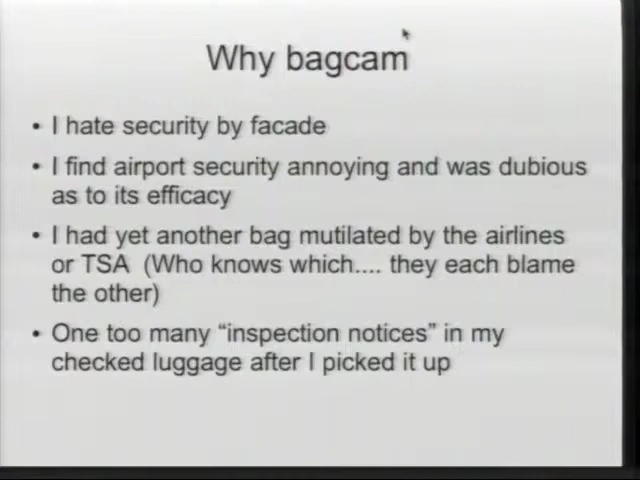 Why bagcam
• I hate security by facade
• I find airport security annoying and was dubious
as to its efficacy
• I had yet another bag mutilated by the airlines
or TSA (Who knows which.... they each blame
the other)
• One too many “inspection notices” in my
checked luggage after I picked it up